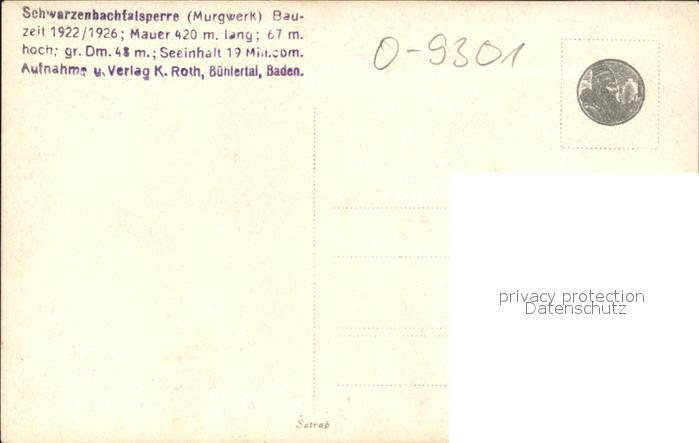 Schwarzenbachtalsperre (Murgwerk) Bau-
zeit 1922/1926; Mauer 420 m. lang; 67 m.
hoch; gr. Dm. 48 m.; Seeinhalt 19 Mill.cbm.
Aufnahme u. Verlag K. Roth, Bühlertal, Baden.
0-9301
privacy protection
Datenschutz
Satrap